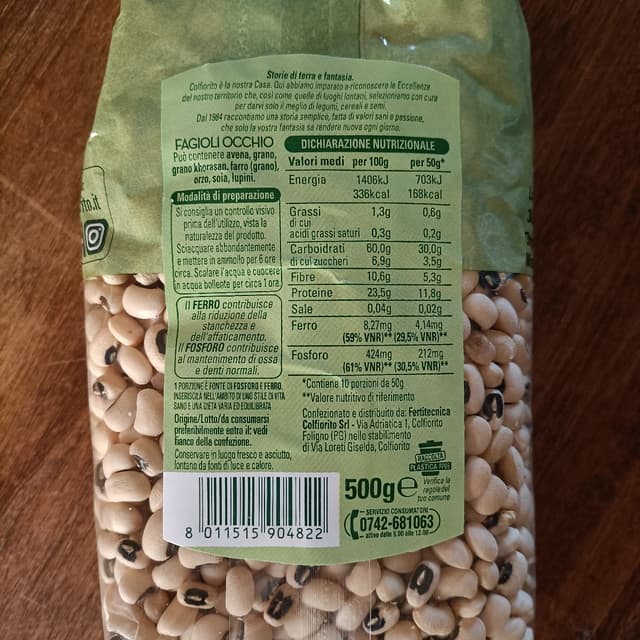 Storie di terra e fantasia.
Colfiorito è la nostra Casa. Qui abbiamo imparato a riconoscere le Eccellenze
del nostro territorio che, così come quelle di luoghi lontani, selezioniamo con cura
per darvi solo il meglio di legumi, cereali e semi.
Dal 1984 raccontiamo una storia semplice, fatta di valori sani e passione,
che solo la vostra fantasia sa rendere nuova ogni giorno.
FAGIOLI OCCHIO
Può contenere avena, grano,
grano khorasan, farro (grano),
orzo, soia, lupini.
Modalità di preparazione
Si consiglia un controllo visivo
prima dell'utilizzo, vista la
naturalezza del prodotto.
Sciacquare abbondantemente
e mettere in ammollo per 6 ore
circa. Scolare l'acqua e cuocere
in acqua bollente per circa 1 ora.
Il FERRO contribuisce
alla riduzione della
stanchezza e
dell'affaticamento.
Il FOSFORO contribuisce
al mantenimento di ossa
e denti normali.
1 PORZIONE È FONTE DI FOSFORO E FERRO.
INSERISCILA NELL'AMBITO DI UNO STILE DI VITA
SANO E UNA DIETA VARIA ED EQUILIBRATA
Origine/Lotto/da consumarsi
preferibilmente entro il: vedi
fianco della confezione.
Conservare in luogo fresco e asciutto,
lontano da fonti di luce e calore.
8 011515 904822
DICHIARAZIONE NUTRIZIONALE
Valori medi per 100g per 50g*
Energia 1406kJ 703kJ
336kcal 168kcal
Grassi 1,3g 0,6g
di cui
acidi grassi saturi 0,3g 0,2g
Carboidrati 60,0g 30,0g
di cui zuccheri 6,9g 3,5g
Fibre 10,6g 5,3g
Proteine 23,5g 11,8g
Sale 0,04g 0,02g
Ferro 8,27mg 4,14mg
(59% VNR)** (29,5% VNR)**
Fosforo 424mg 212mg
(61% VNR)** (30,5% VNR)**
*Contiene 10 porzioni da 50g
**Valore nutritivo di riferimento
Confezionato e distribuito da: Fertitecnica
Colfiorito Srl - Via Adriatica 1, Colfiorito
Foligno (PG) nello stabilimento
di Via Loreti Giselda, Colfiorito
RACCOLTA
PLASTICA
Verifica le
regole del
tuo comune
500g e
SERVIZIO CONSUMATORI
0742-681063
attivo dalle 8.00 alle 12.00
to.it